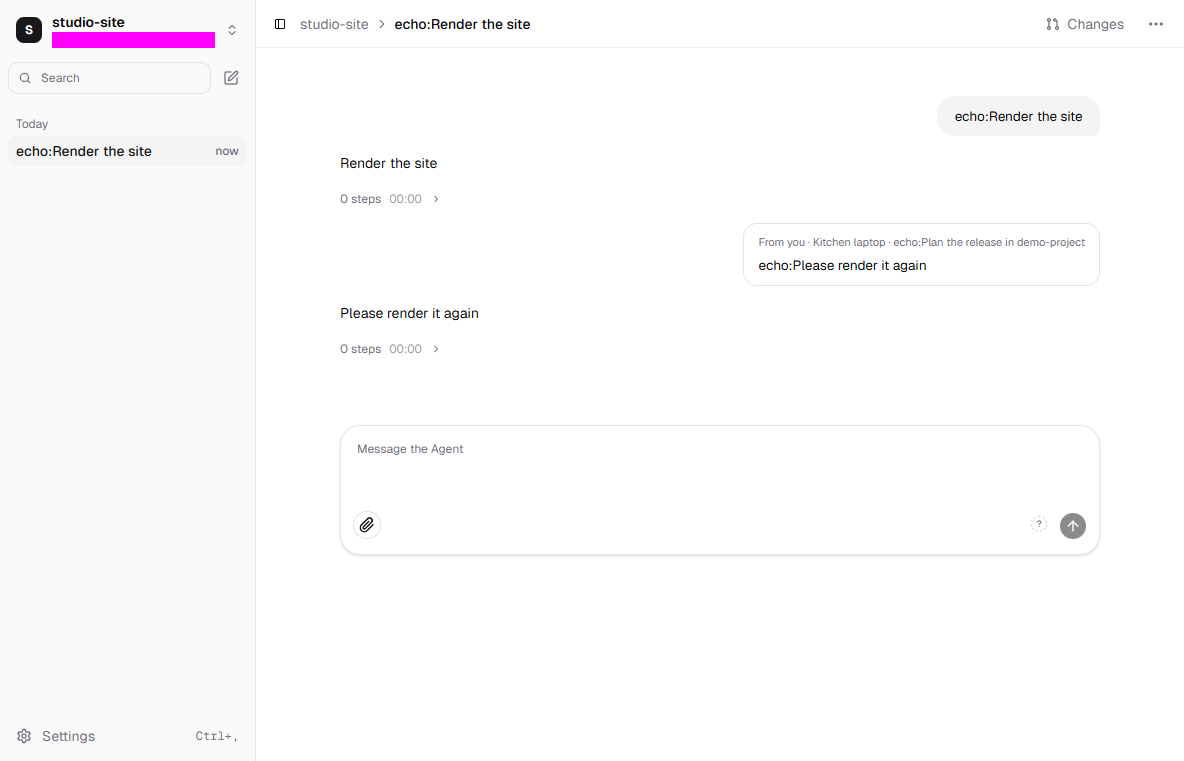 S
studio-site
Search
Today
echo:Render the site now
Settings Ctrl+,
studio-site > echo:Render the site
Changes
echo:Render the site
Render the site
0 steps 00:00
From you · Kitchen laptop · echo:Plan the release in demo-project
echo:Please render it again
Please render it again
0 steps 00:00
Message the Agent
?